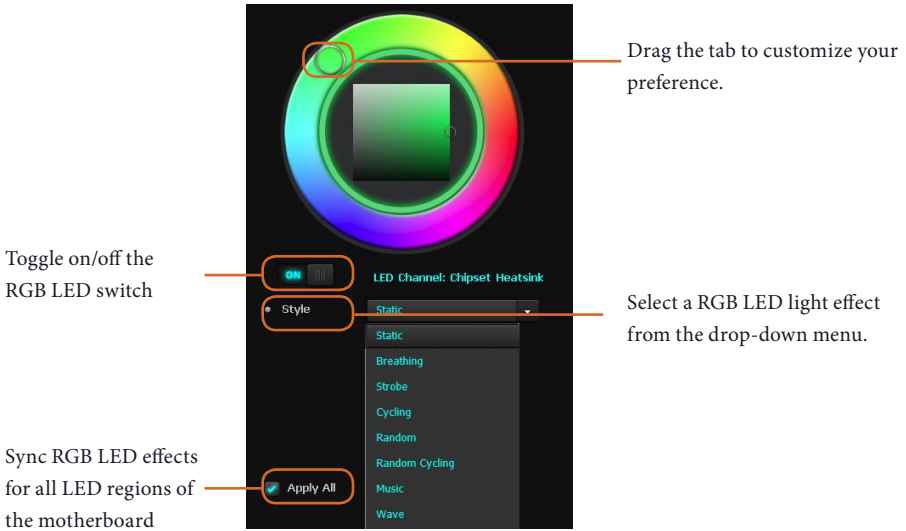 Drag the tab to customize your
preference.
Toggle on/off the
RGB LED switch
ON
LED Channel: Chipset Heatsink
Style
Static
Select a RGB LED light effect
from the drop-down menu.
Static
Breathing
Strobe
Cycling
Random
Random Cycling
Music
Wave
Sync RGB LED effects
for all LED regions of
the motherboard
Apply All